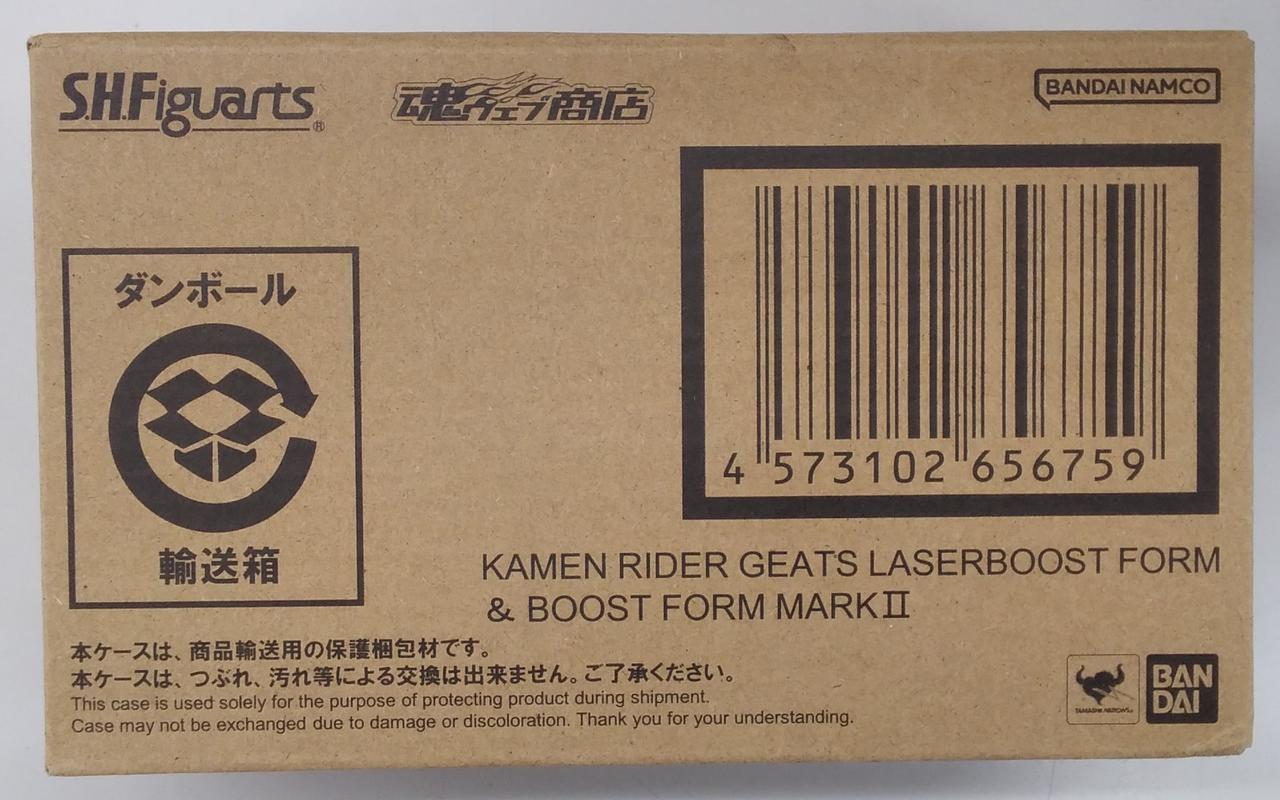 S.H.Figuarts®
魂ウェブ商店
BANDAI NAMCO
ダンボール
輸送箱
4 573102 656759
KAMEN RIDER GEATS LASERBOOST FORM
& BOOST FORM MARKⅡ
本ケースは、商品輸送用の保護梱包材です。
本ケースは、つぶれ、汚れ等による交換は出来ません。ご了承ください。
This case is used solely for the purpose of protecting product during shipment.
Case may not be exchanged due to damage or discoloration. Thank you for your understanding.
TAMASHII NATIONS
BAN
DAI